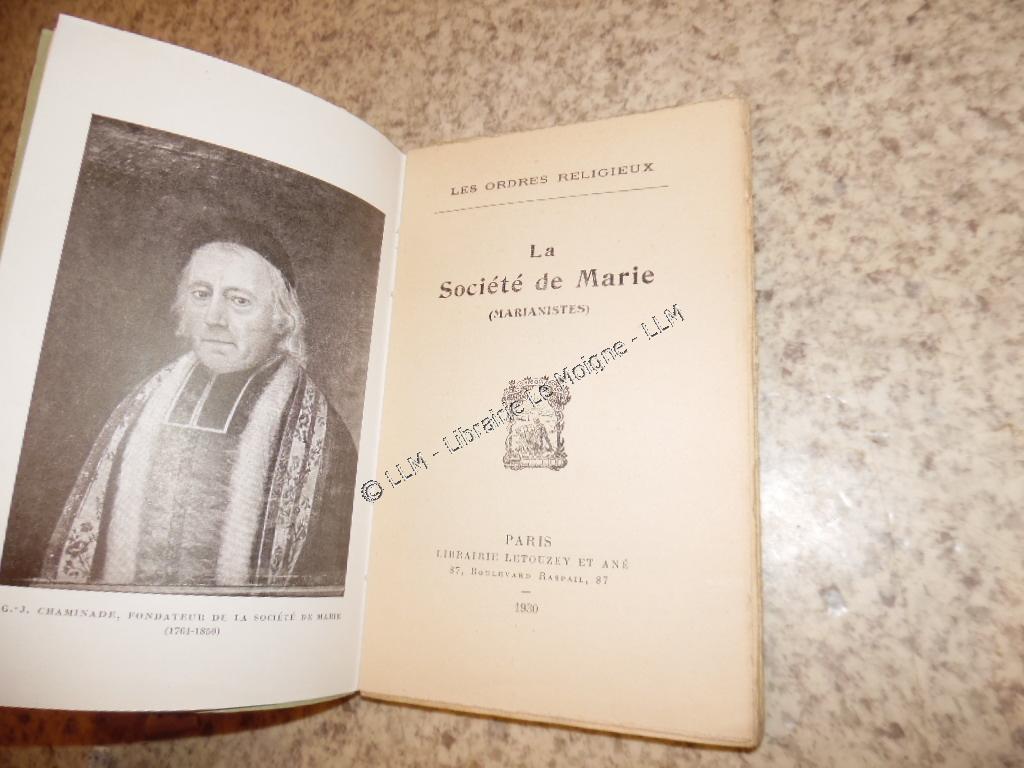 G.-J. CHAMINADE, FONDATEUR DE LA SOCIÉTÉ DE MARIE
(1761-1850)
LES ORDRES RELIGIEUX
La
Société de Marie
(MARIANISTES)
© LLM - Librairie Le Moigne - LLM
PARIS
LIBRAIRIE LETOUZEY ET ANÉ
87, BOULEVARD RASPAIL, 87
1930